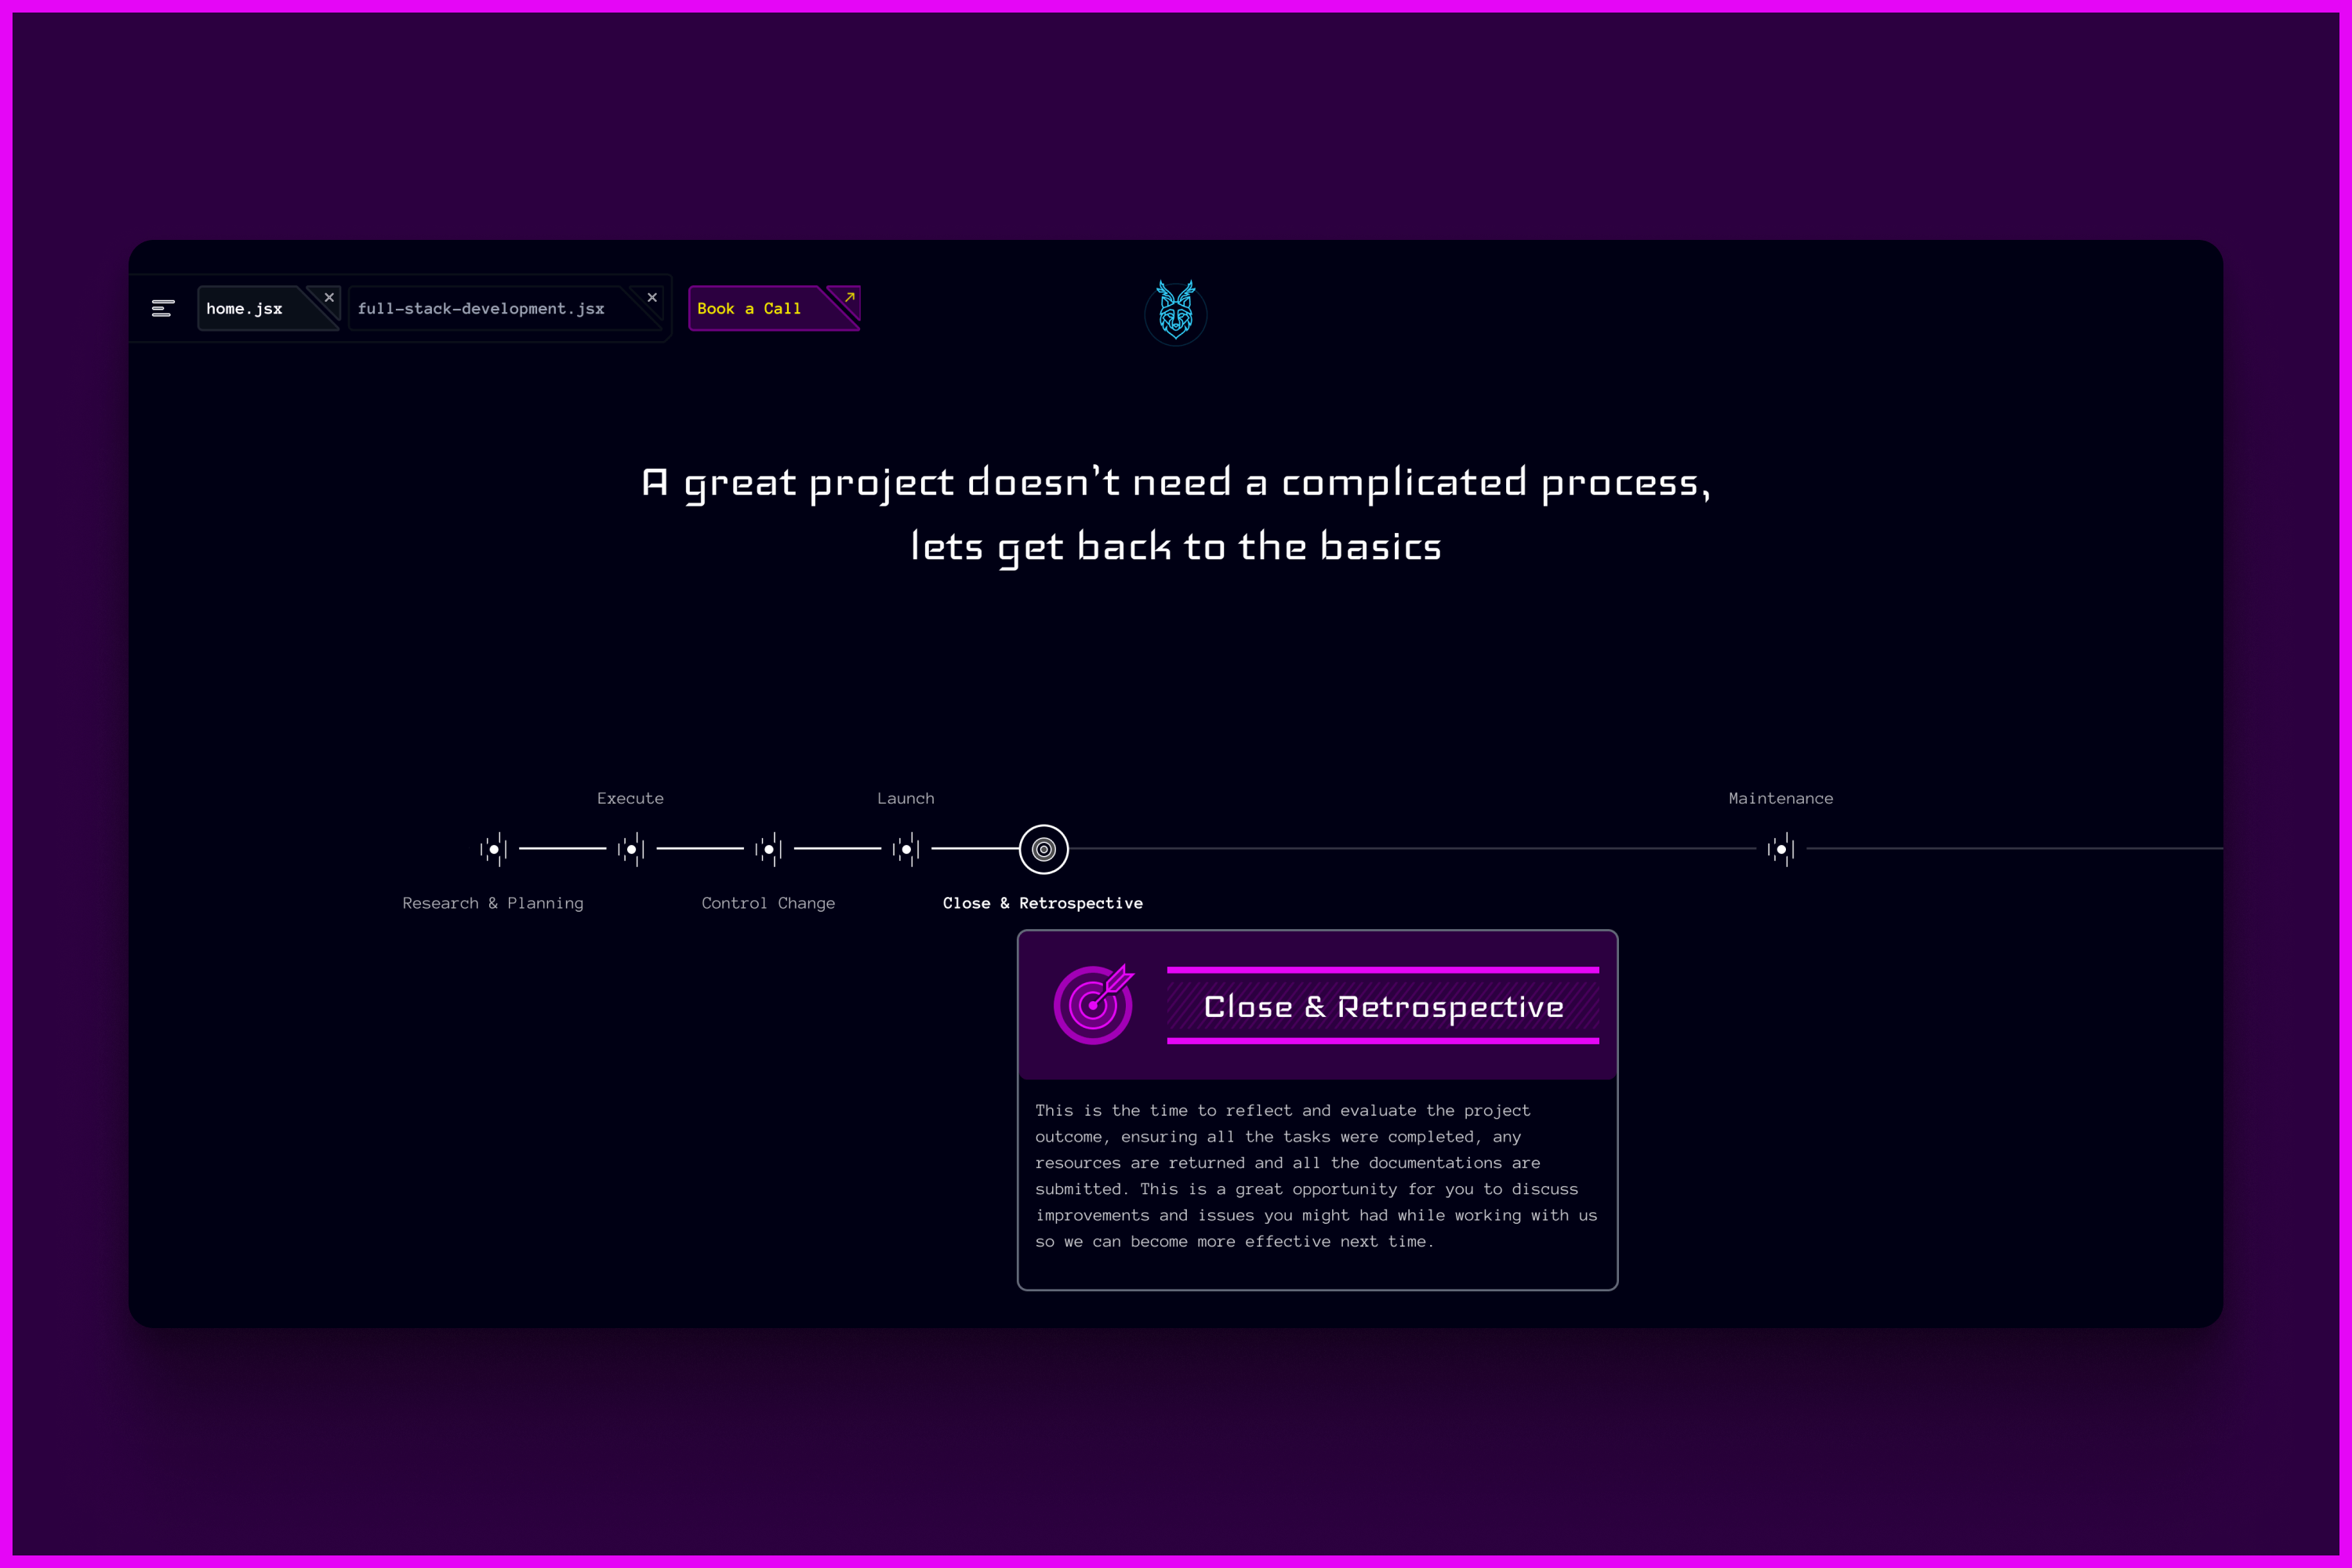 home.jsx
full-stack-development.jsx
Book a Call
A great project doesn't need a complicated process,
lets get back to the basics
Execute
Launch
Maintenance
Research & Planning
Control Change
Close & Retrospective
Close & Retrospective
This is the time to reflect and evaluate the project
outcome, ensuring all the tasks were completed, any
resources are returned and all the documentations are
submitted. This is a great opportunity for you to discuss
improvements and issues you might had while working with us
so we can become more effective next time.